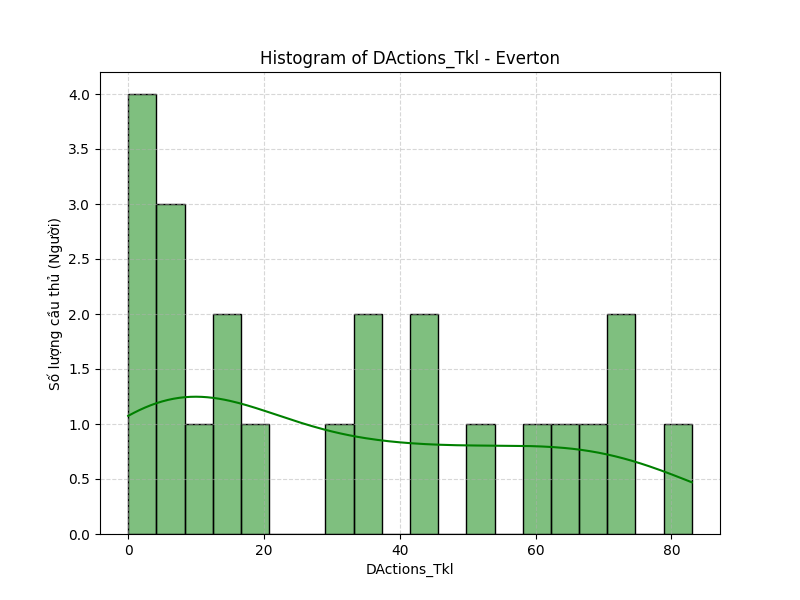 Histogram of DActions_Tkl - Everton
Số lượng cầu thủ (Người)
4.0
3.5
3.0
2.5
2.0
1.5
1.0
0.5
0.0
0 20 40 60 80
DActions_Tkl